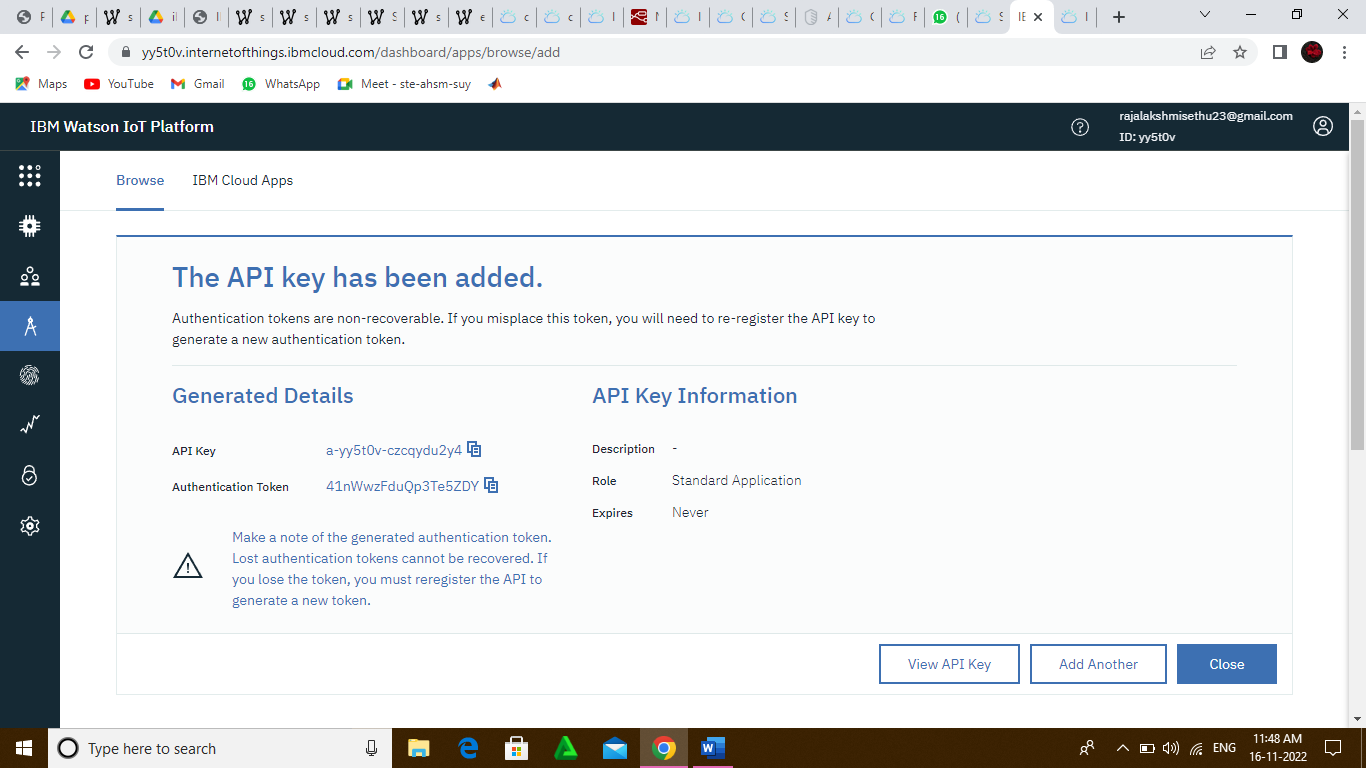 yy5t0v.internetofthings.ibmcloud.com/dashboard/apps/browse/add
Maps YouTube Gmail WhatsApp Meet - ste-ahsm-suy
IBM Watson IoT Platform
rajalakshmisethu23@gmail.com
ID: yy5t0v
Browse IBM Cloud Apps
The API key has been added.
Authentication tokens are non-recoverable. If you misplace this token, you will need to re-register the API key to
generate a new authentication token.
Generated Details
API Key a-yy5t0v-czcqydu2y4
Authentication Token 41nWwzFduQp3Te5ZDY
Make a note of the generated authentication token.
Lost authentication tokens cannot be recovered. If
you lose the token, you must reregister the API to
generate a new token.
API Key Information
Description -
Role Standard Application
Expires Never
View API Key Add Another Close
Type here to search
ENG
11:48 AM
16-11-2022